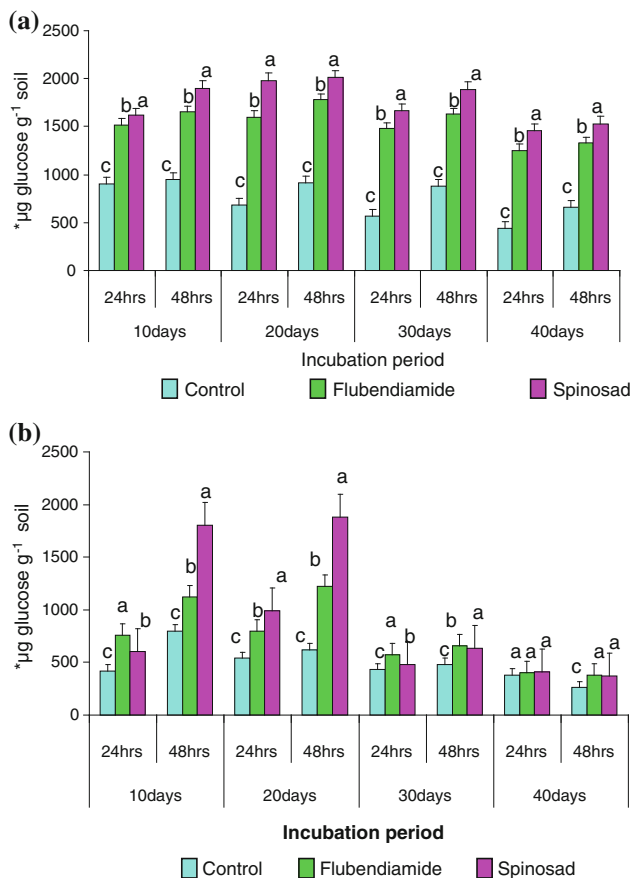 (a)
*µg glucose g⁻¹ soil
2500
2000
1500
1000
500
0
c b a c b a c b a c b a c b a c b a c a a c b a
24hrs 48hrs 24hrs 48hrs 24hrs 48hrs 24hrs 48hrs
10days 20days 30days 40days
Incubation period
Control Flubendiamide Spinosad
(b)
*µg glucose g⁻¹ soil
2500
2000
1500
1000
500
0
c a b c b a c b a c b a c a b c b a a a a c a a
24hrs 48hrs 24hrs 48hrs 24hrs 48hrs 24hrs 48hrs
10days 20days 30days 40days
Incubation period
Control Flubendiamide Spinosad